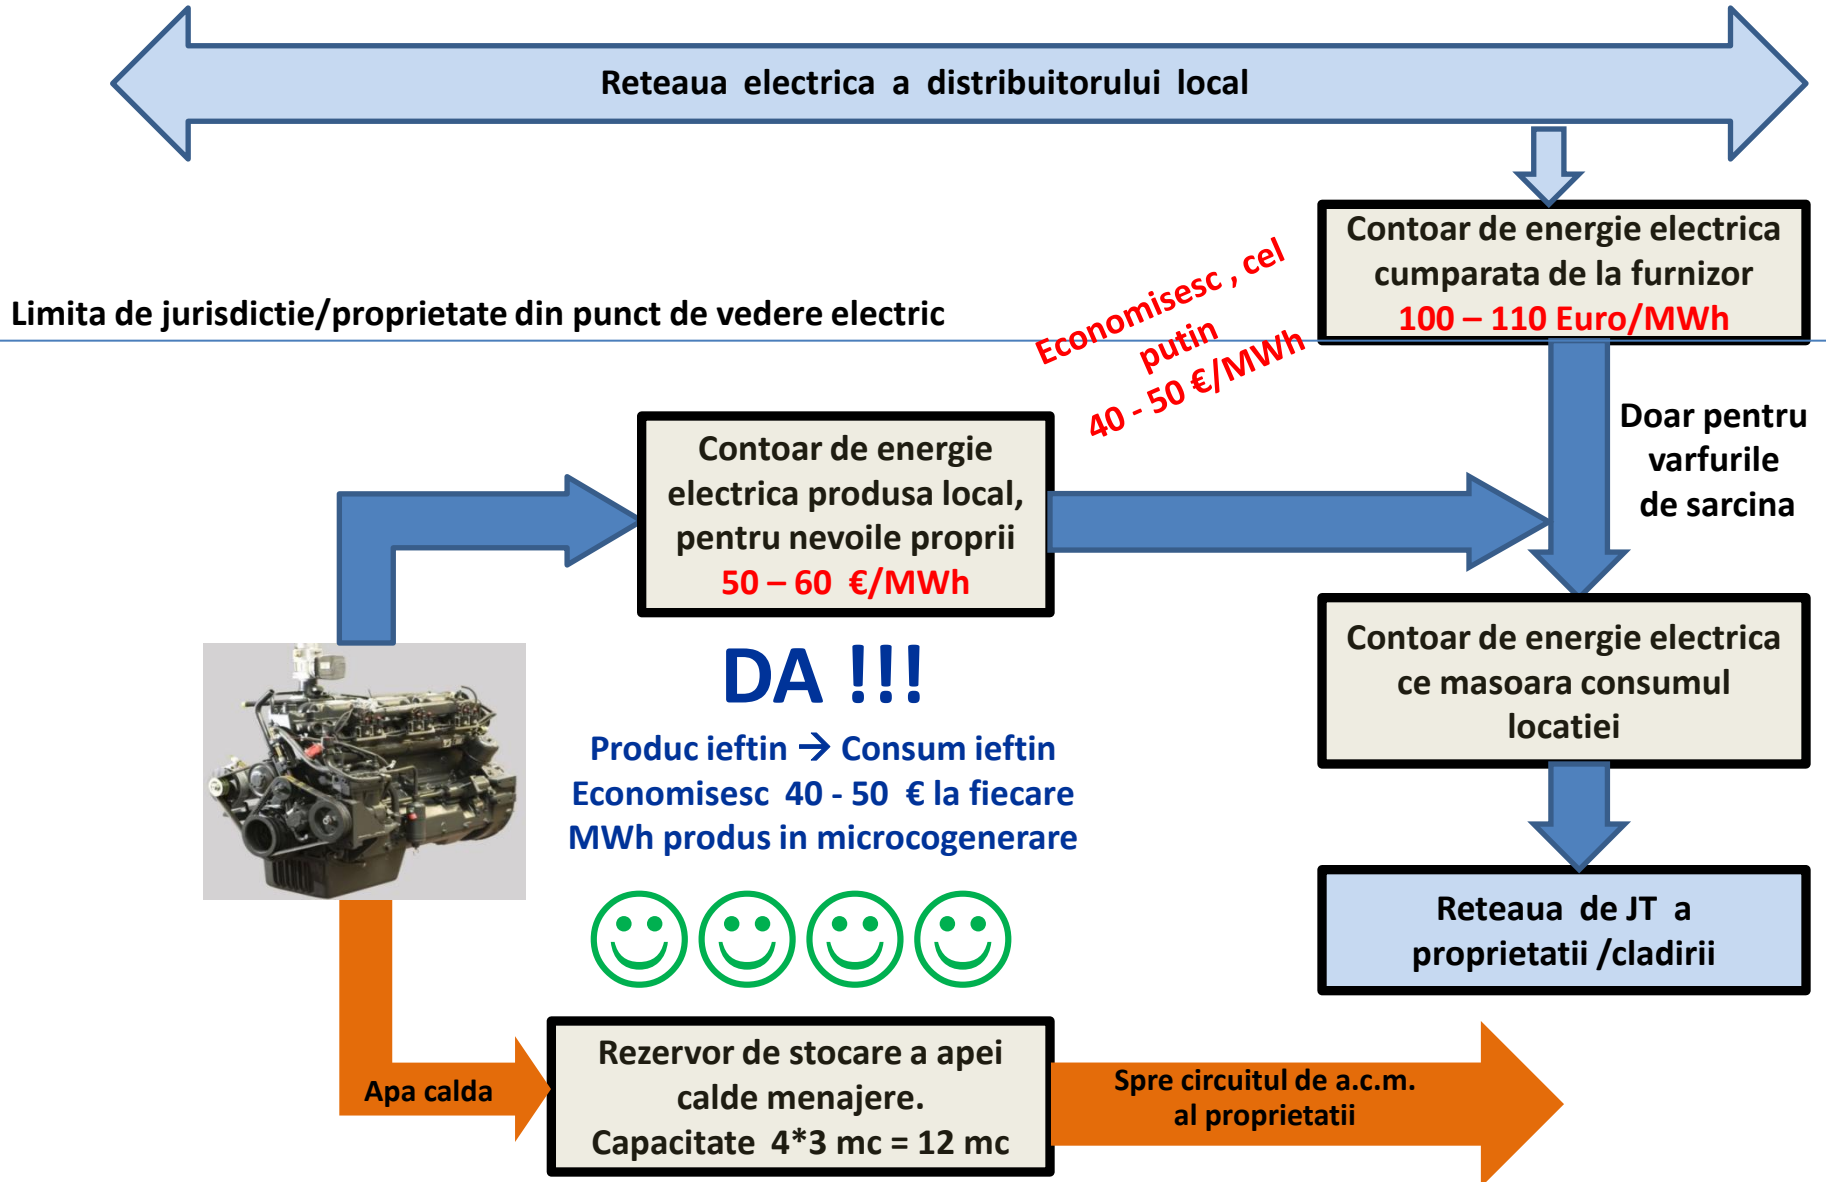 Reteaua electrica a distribuitorului local
Contoar de energie electrica
cumparata de la furnizor
100 – 110 Euro/MWh
Economisesc , cel
putin
40 - 50 €/MWh
Limita de jurisdictie/proprietate din punct de vedere electric
Doar pentru
varfurile
de sarcina
Contoar de energie
electrica produsa local,
pentru nevoile proprii
50 – 60 €/MWh
Contoar de energie electrica
ce masoara consumul
locatiei
DA !!!
Produc ieftin → Consum ieftin
Economisesc 40 - 50 € la fiecare
MWh produs in microcogenerare
Reteaua de JT a
proprietatii /cladirii
Apa calda
Rezervor de stocare a apei
calde menajere.
Capacitate 4*3 mc = 12 mc
Spre circuitul de a.c.m.
al proprietatii